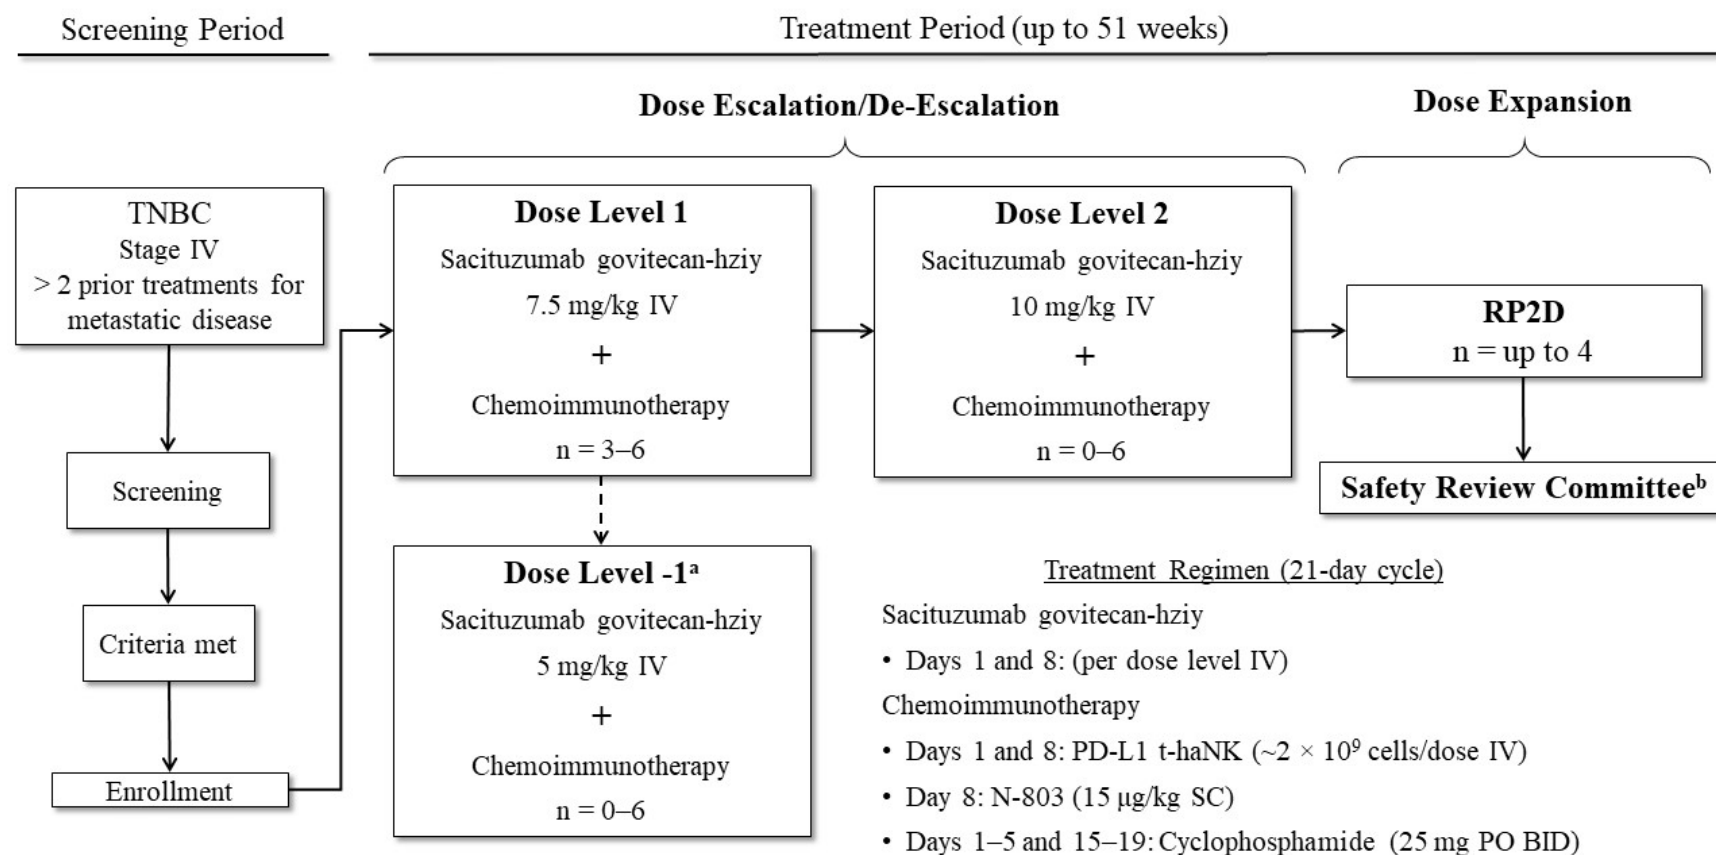 Screening Period
Treatment Period (up to 51 weeks)
Dose Escalation/De-Escalation
Dose Expansion
TNBC
Stage IV
> 2 prior treatments for
metastatic disease
Screening
Criteria met
Enrollment
Dose Level 1
Sacituzumab govitecan-hziy
7.5 mg/kg IV
+
Chemoimmunotherapy
n = 3–6
Dose Level -1ᵃ
Sacituzumab govitecan-hziy
5 mg/kg IV
+
Chemoimmunotherapy
n = 0–6
Dose Level 2
Sacituzumab govitecan-hziy
10 mg/kg IV
+
Chemoimmunotherapy
n = 0–6
RP2D
n = up to 4
Safety Review Committeeᵇ
Treatment Regimen (21-day cycle)
Sacituzumab govitecan-hziy
• Days 1 and 8: (per dose level IV)
Chemoimmunotherapy
• Days 1 and 8: PD-L1 t-haNK (~2 × 10⁹ cells/dose IV)
• Day 8: N-803 (15 µg/kg SC)
• Days 1–5 and 15–19: Cyclophosphamide (25 mg PO BID)